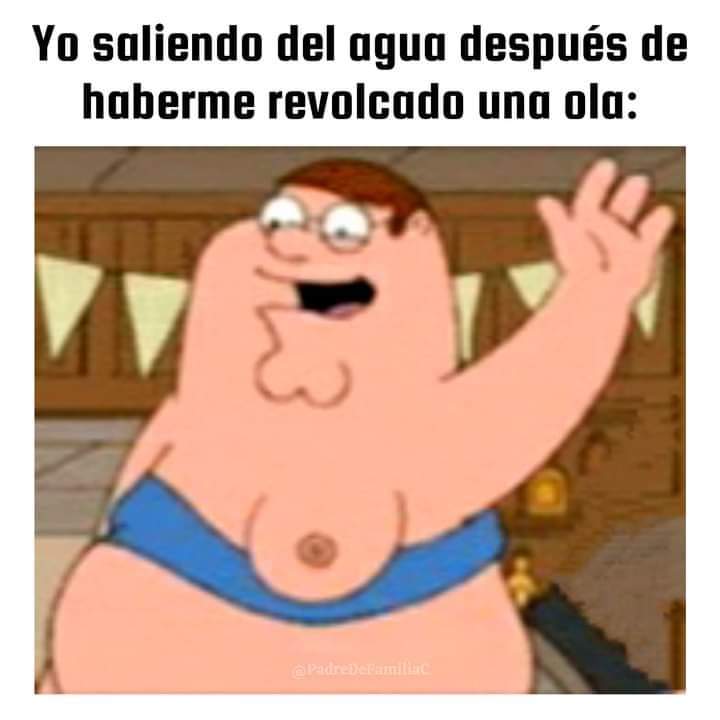 Yo saliendo del agua después de
haberme revolcado una ola:
@PadreDeFamiliaC